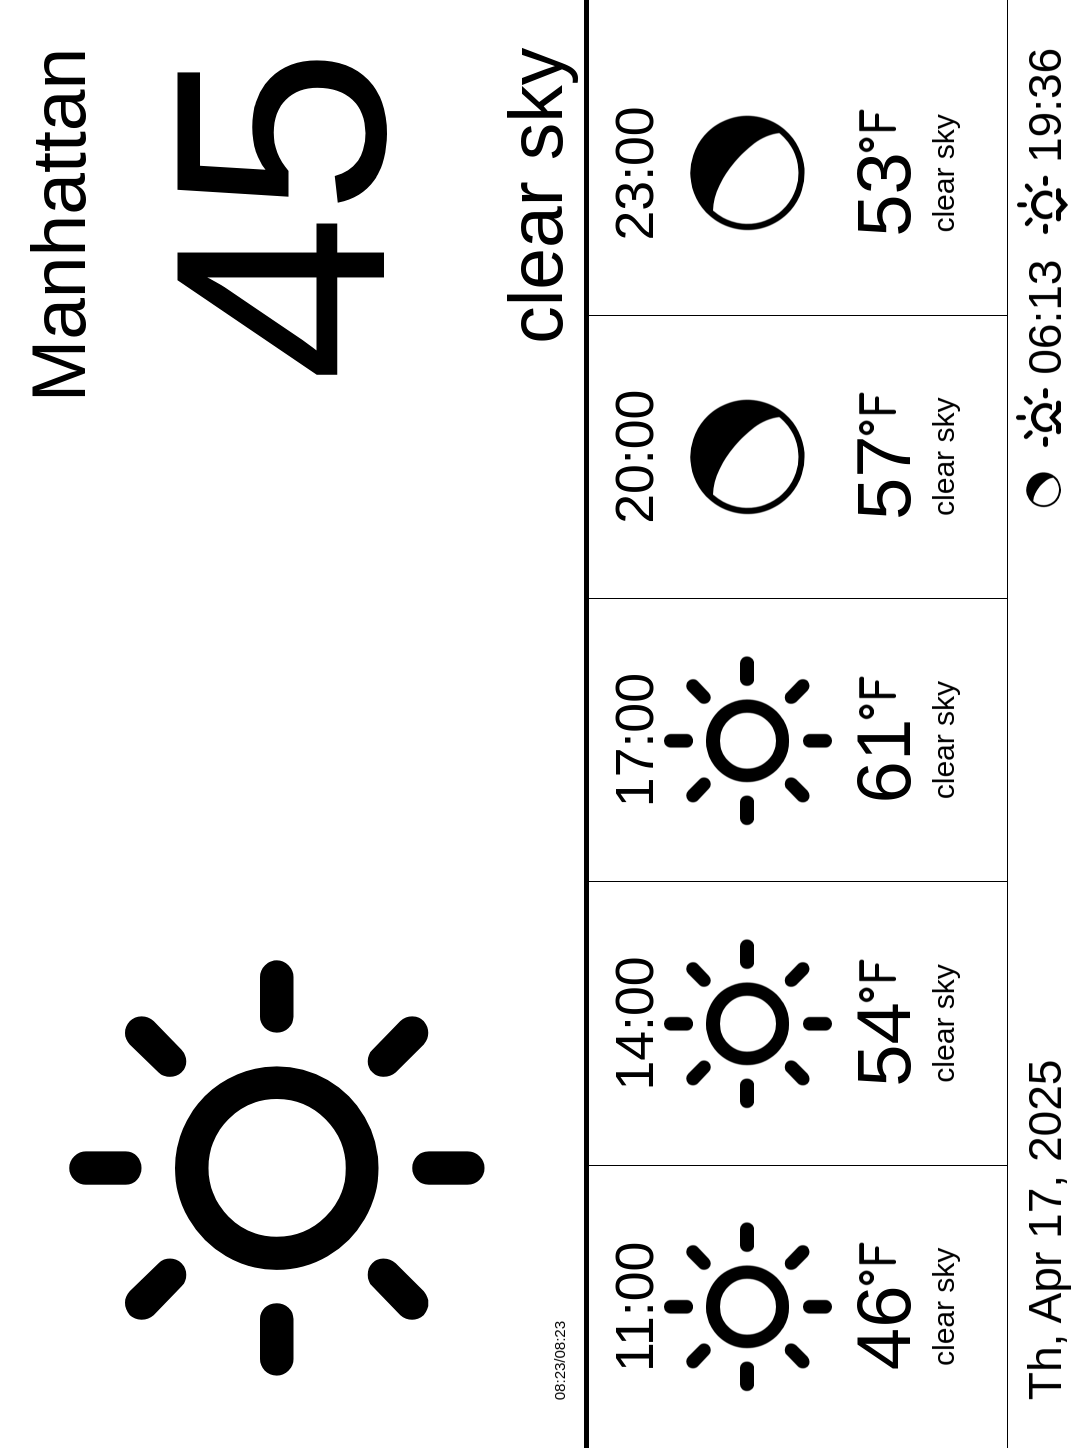 Manhattan
45
clear sky
08:23/08:23
11:00 14:00 17:00 20:00 23:00
46°F 54°F 61°F 57°F 53°F
clear sky clear sky clear sky clear sky clear sky
Th, Apr 17, 2025 06:13 19:36